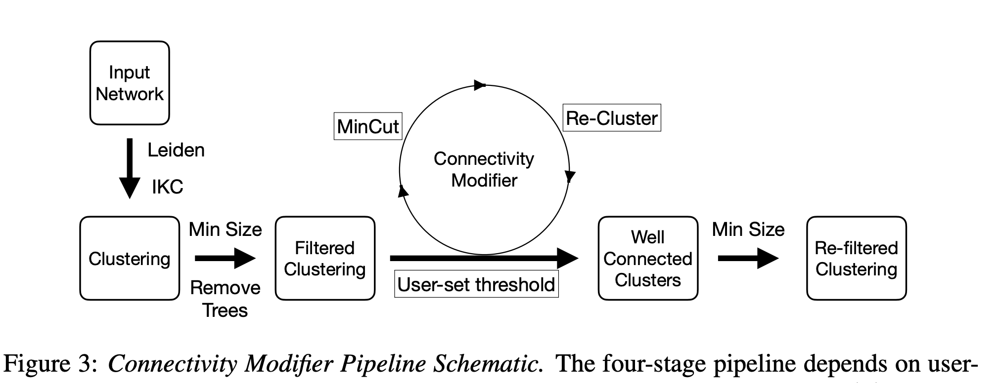 Input
Network
Leiden
IKC
Clustering
Min Size
Remove
Trees
Filtered
Clustering
MinCut
Re-Cluster
Connectivity
Modifier
User-set threshold
Well
Connected
Clusters
Min Size
Re-filtered
Clustering
Figure 3: Connectivity Modifier Pipeline Schematic. The four-stage pipeline depends on user-